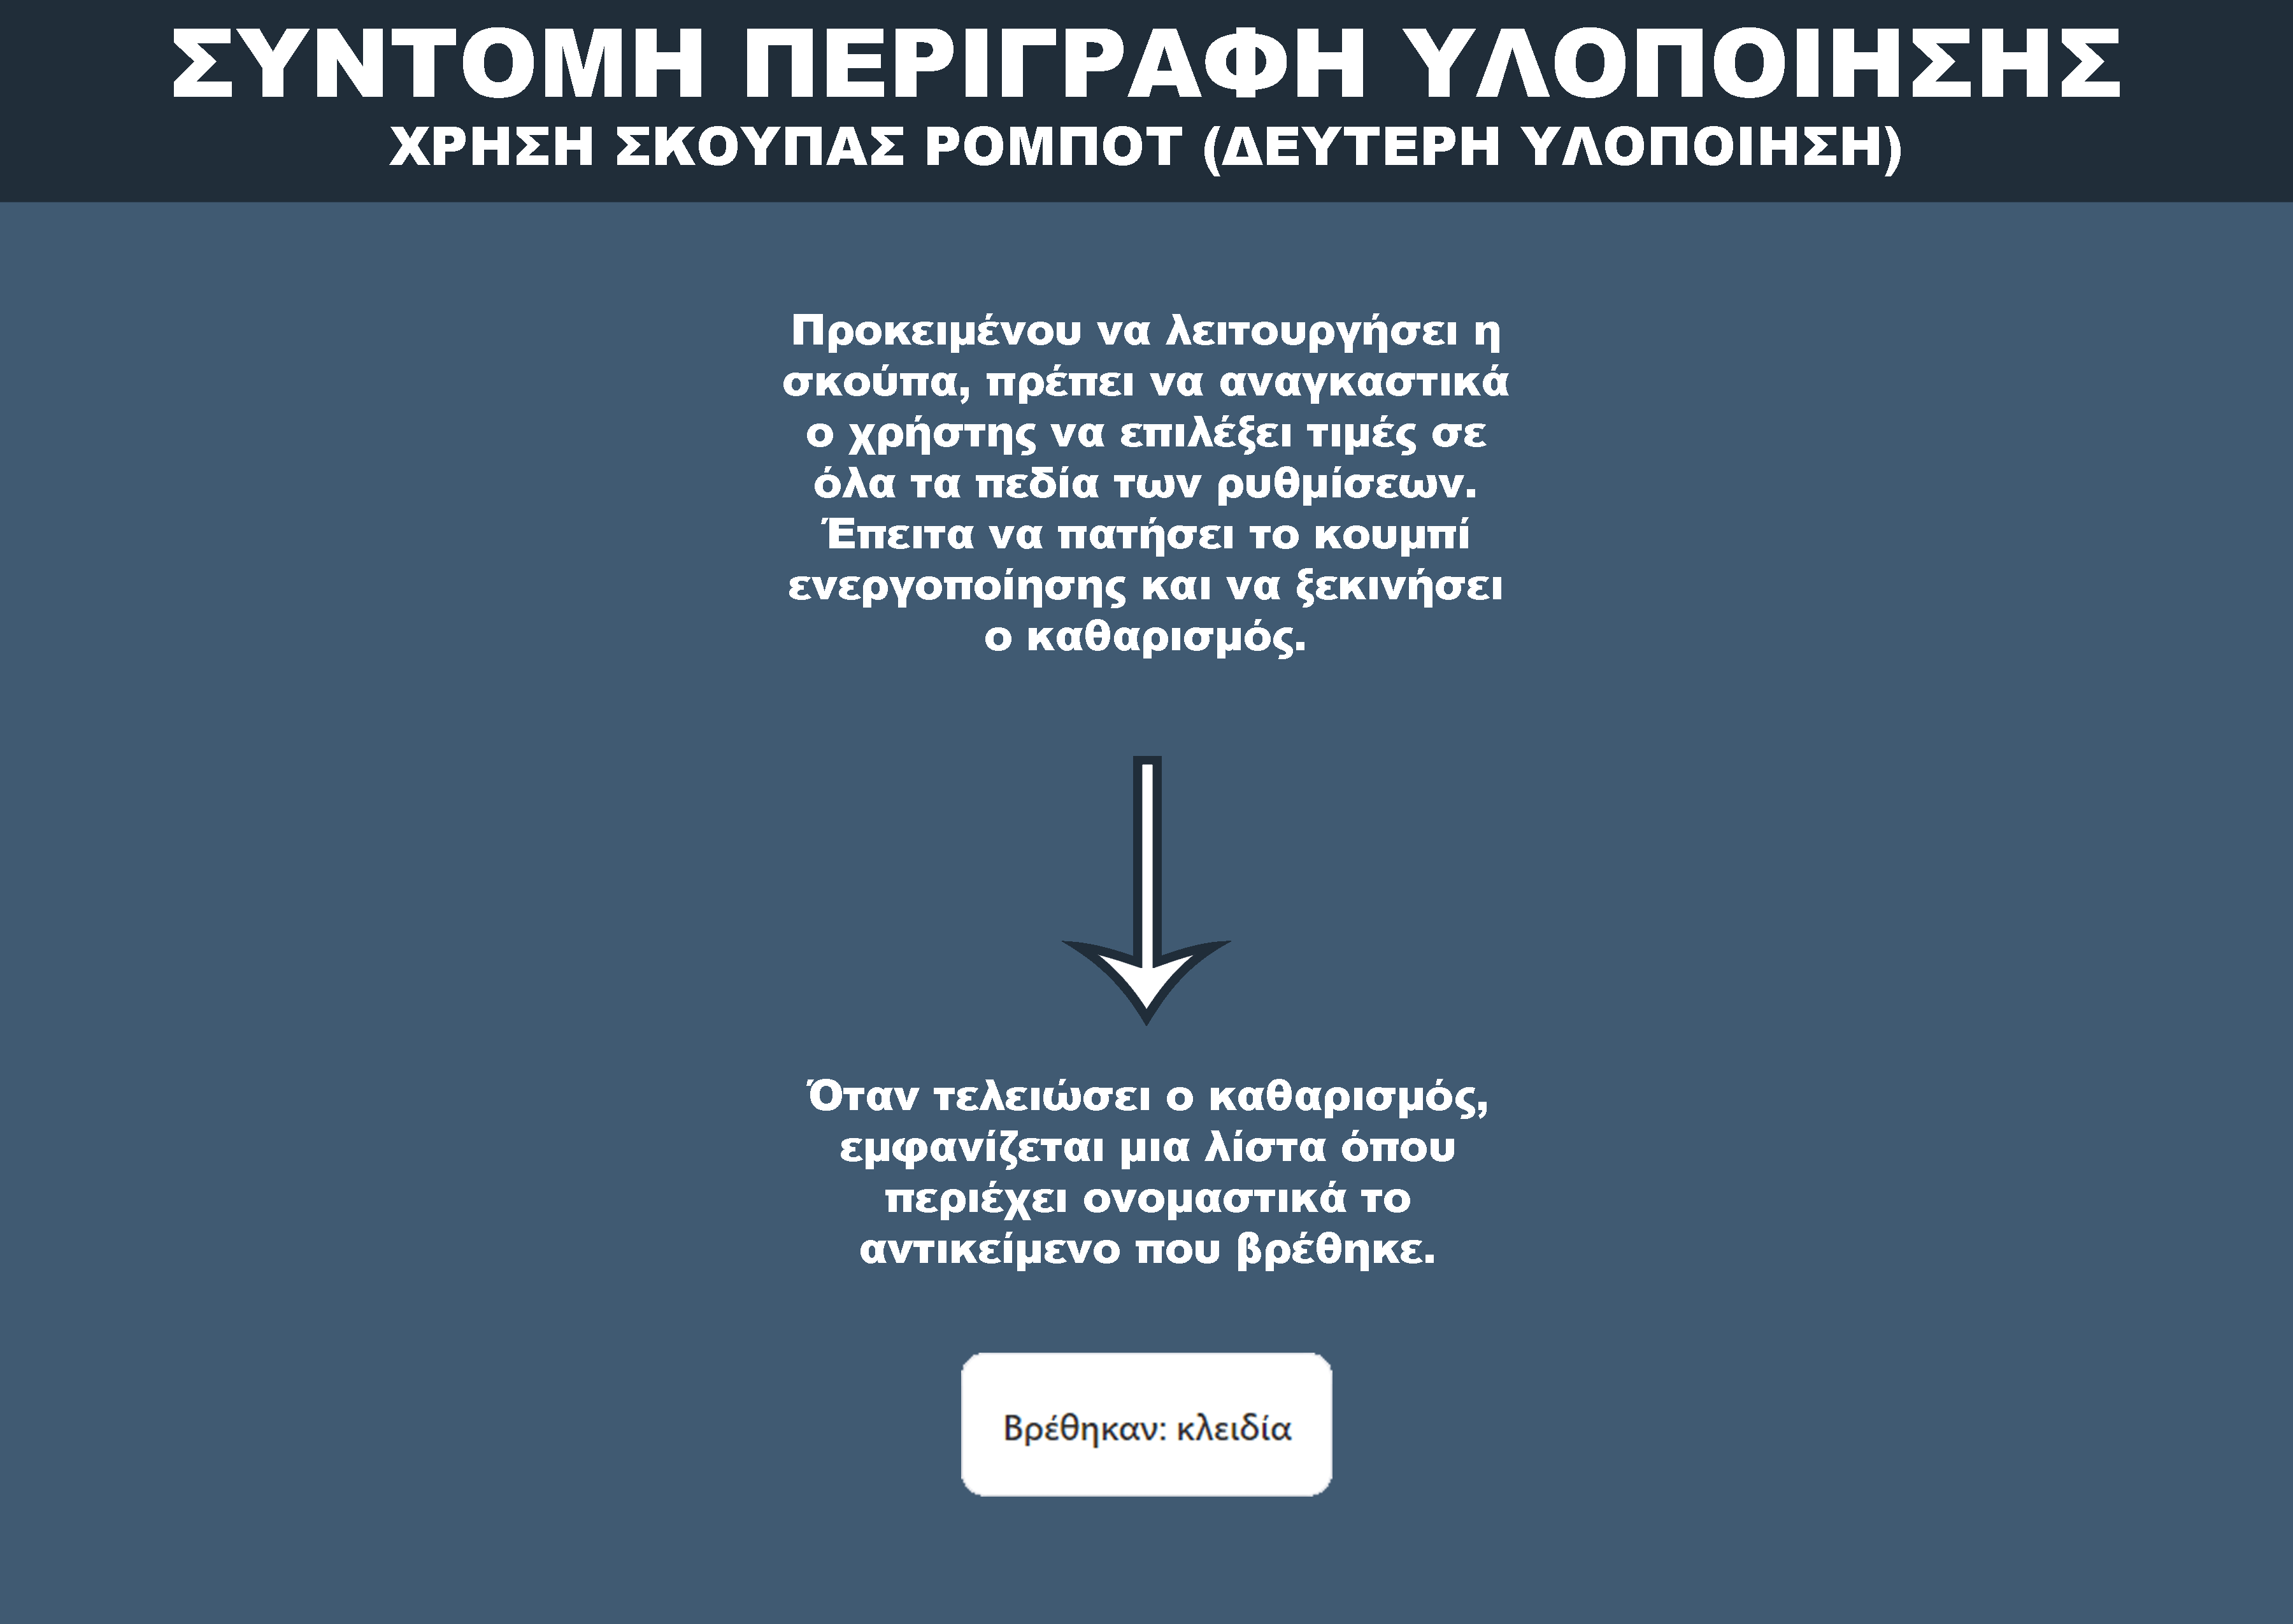 ΣΥΝΤΟΜΗ ΠΕΡΙΓΡΑΦΗ ΥΛΟΠΟΙΗΣΗΣ
ΧΡΗΣΗ ΣΚΟΥΠΑΣ ΡΟΜΠΟΤ (ΔΕΥΤΕΡΗ ΥΛΟΠΟΙΗΣΗ)
Προκειμένου να λειτουργήσει η
σκούπα, πρέπει να αναγκαστικά
ο χρήστης να επιλέξει τιμές σε
όλα τα πεδία των ρυθμίσεων.
Έπειτα να πατήσει το κουμπί
ενεργοποίησης και να ξεκινήσει
ο καθαρισμός.
Όταν τελειώσει ο καθαρισμός,
εμφανίζεται μια λίστα όπου
περιέχει ονομαστικά το
αντικείμενο που βρέθηκε.
Βρέθηκαν: κλειδία